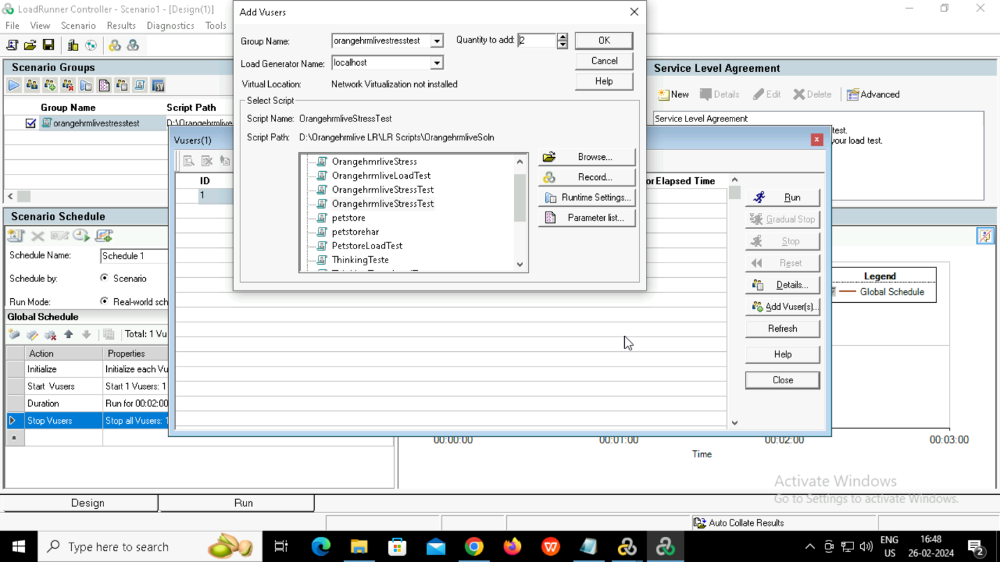 LoadRunner Controller - Scenario1 - [Design(1)]
File View Scenario Results Diagnostics Tools
Scenario Groups
Group Name Script Path
orangehrmlivestresstest D:\Orangehrmlive
Scenario Schedule
Schedule Name: Schedule 1
Schedule by: Scenario
Run Mode: Real-world sch
Global Schedule
Total: 1 Vu
Action Properties
Initialize Initialize each Vu
Start Vusers Start 1 Vusers: 1
Duration Run for 00:02:00
Stop Vusers Stop all Vusers: 1
*
Design Run
Add Vusers
Group Name: orangehrmlivestresstest Quantity to add: 2 OK
Load Generator Name: localhost Cancel
Virtual Location: Network Virtualization not installed Help
Select Script
Script Name: OrangehrmliveStressTest
Script Path: D:\Orangehrmlive LR\LR Scripts\OrangehrmliveSoln
OrangehrmliveStress
OrangehrmliveLoadTest
OrangehrmliveStressTest
OrangehrmliveStressTest
petstore
petstorehar
PetstoreLoadTest
ThinkingTeste
Browse...
Record...
Runtime Settings...
Parameter list...
Vusers(1)
ID or Elapsed Time
1
Run
Gradual Stop
Stop
Reset
Details...
Add Vuser(s)...
Refresh
Help
Close
Service Level Agreement
New Details Edit Delete Advanced
Service Level Agreement
test.
your load test.
Legend
Global Schedule
00:00:00 00:01:00 00:02:00 00:03:00
Time
Activate Windows
Go to Settings to activate Windows.
Auto Collate Results
Type here to search
ENG
US
16:48
26-02-2024
2